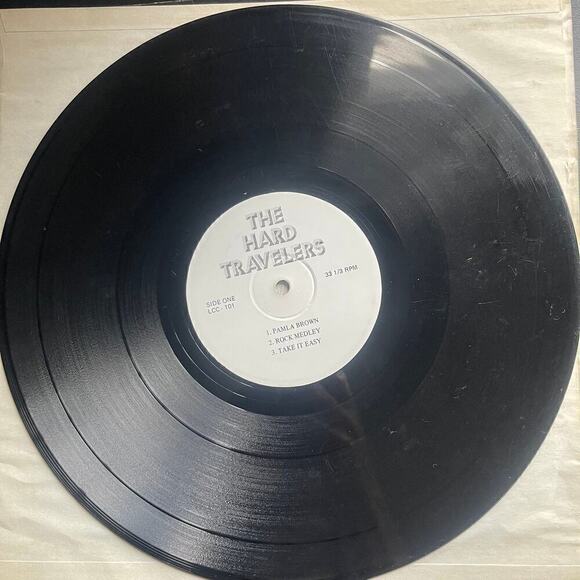 THE
HARD
TRAVELERS
SIDE ONE
LCC - 101
33 1/3 RPM
1. PAMLA BROWN
2. ROCK MEDLEY
3. TAKE IT EASY